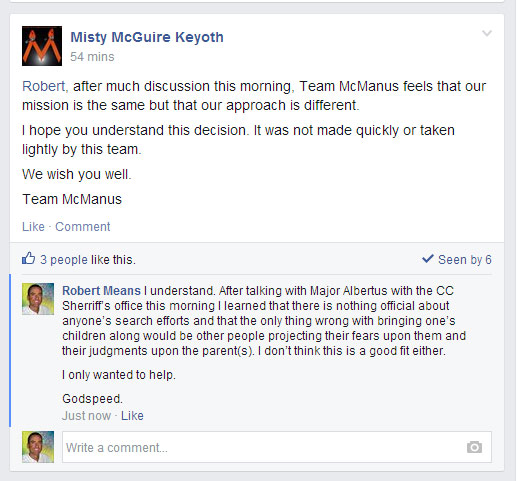 Misty McGuire Keyoth
54 mins
Robert, after much discussion this morning, Team McManus feels that our
mission is the same but that our approach is different.
I hope you understand this decision. It was not made quickly or taken
lightly by this team.
We wish you well.
Team McManus
Like · Comment
3 people like this.
Seen by 6
Robert Means I understand. After talking with Major Albertus with the CC
Sherriff's office this morning I learned that there is nothing official about
anyone's search efforts and that the only thing wrong with bringing one's
children along would be other people projecting their fears upon them and
their judgments upon the parent(s). I don't think this is a good fit either.
I only wanted to help.
Godspeed.
Just now · Like
Write a comment...